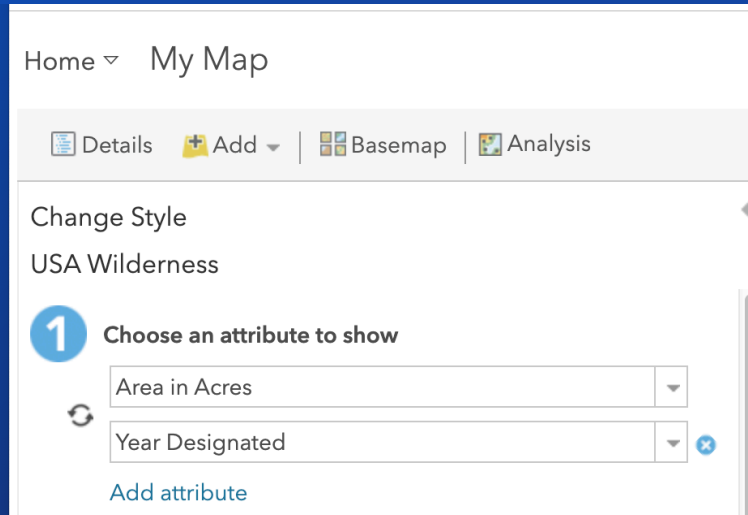 Home My Map
Details Add Basemap Analysis
Change Style
USA Wilderness
1 Choose an attribute to show
Area in Acres
Year Designated
Add attribute